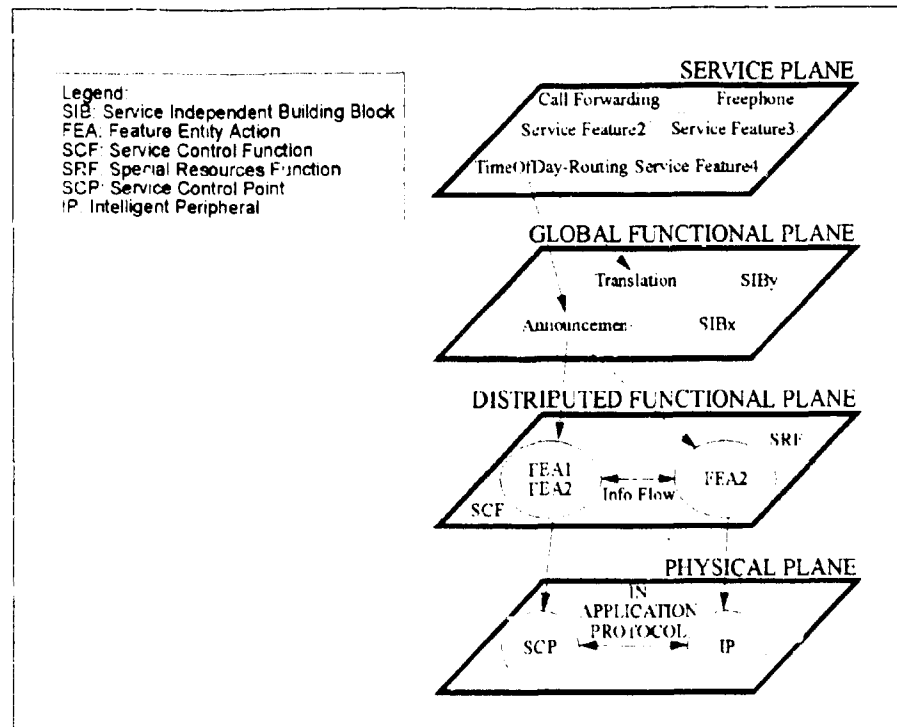 Legend:
SIB: Service Independent Building Block
FEA: Feature Entity Action
SCF: Service Control Function
SRF: Special Resources Function
SCP: Service Control Point
IP: Intelligent Peripheral
SERVICE PLANE
Call Forwarding Freephone
Service Feature2 Service Feature3
TimeOfDay-Routing Service Feature4
GLOBAL FUNCTIONAL PLANE
Translation SIBy
Announcemen SIBx
DISTRIBUTED FUNCTIONAL PLANE
SRF
FEA1
FEA2
Info Flow
FEA2
SCF
PHYSICAL PLANE
IN
APPLICATION
PROTOCOL
SCP IP